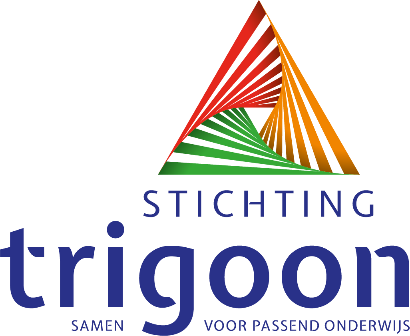 STICHTING
trigoon
SAMEN VOOR PASSEND ONDERWIJS